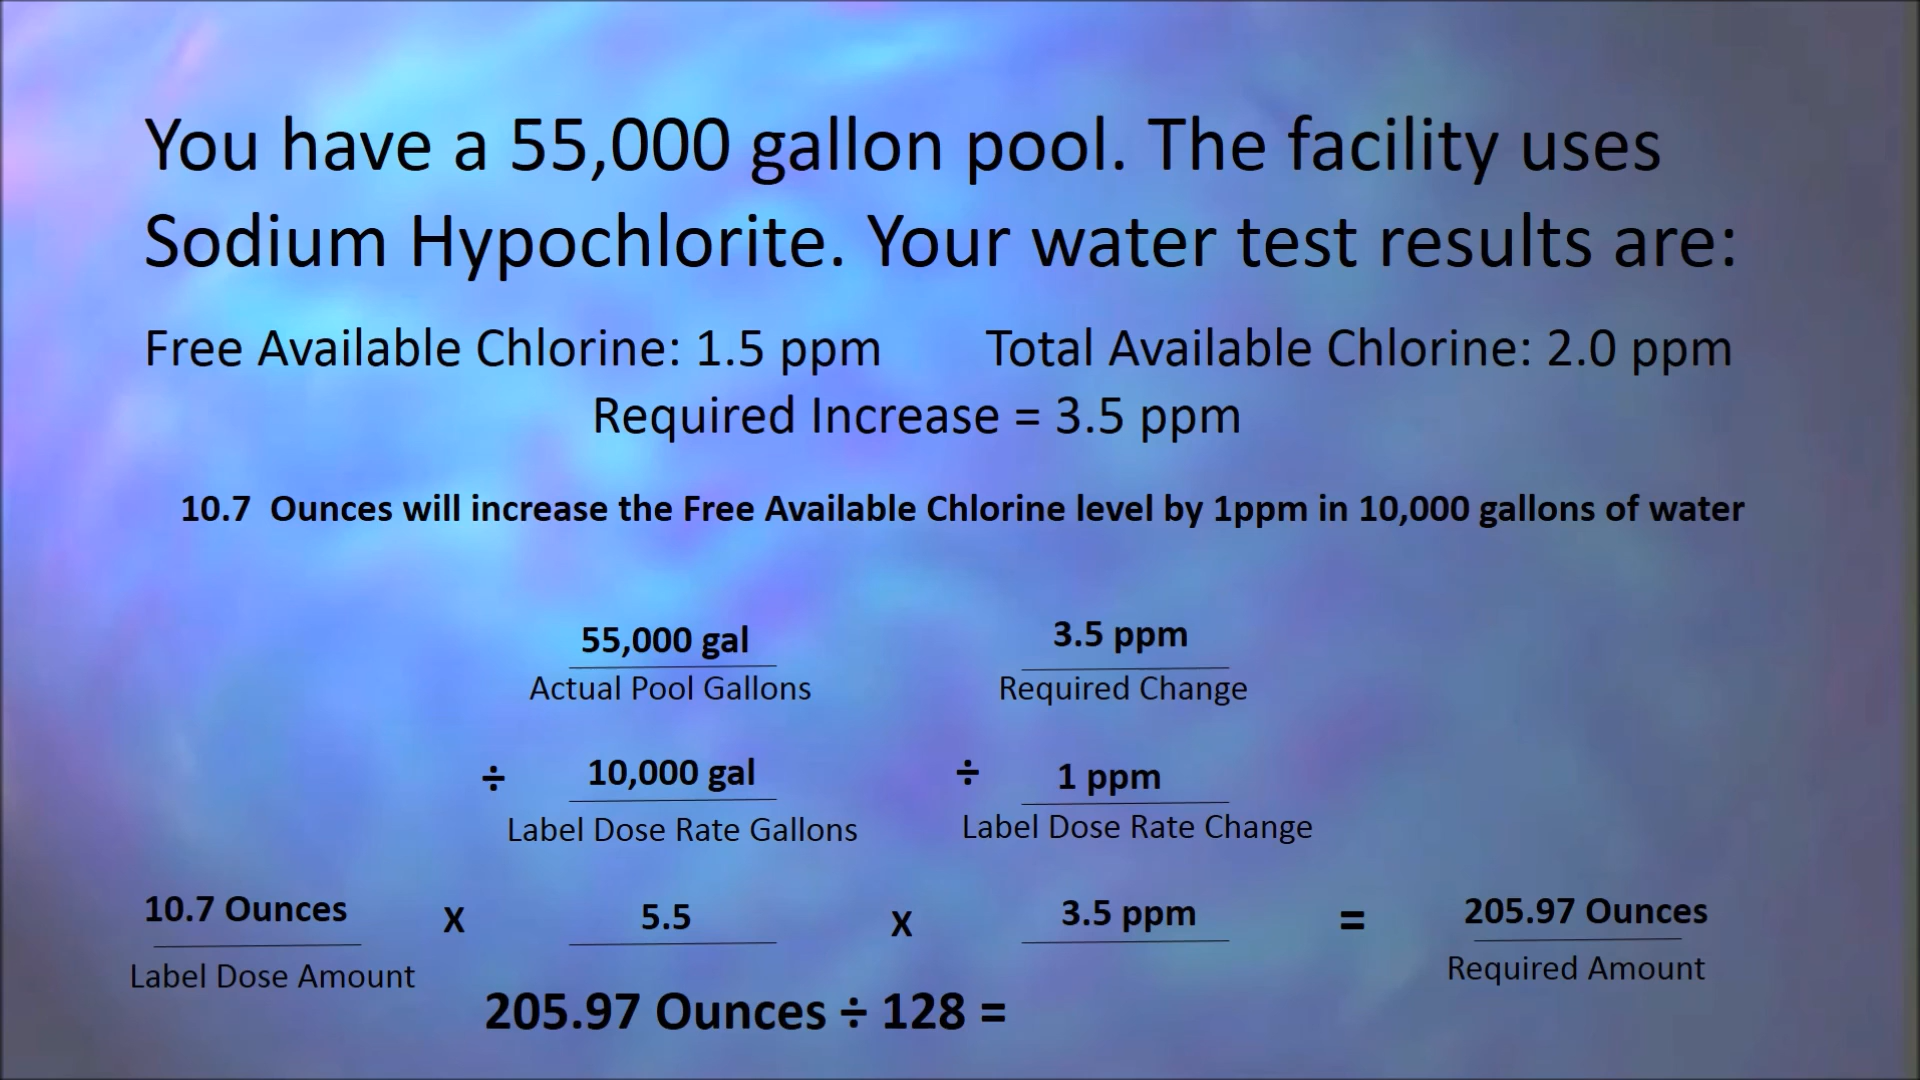 You have a 55,000 gallon pool. The facility uses
Sodium Hypochlorite. Your water test results are:
Free Available Chlorine: 1.5 ppm Total Available Chlorine: 2.0 ppm
Required Increase = 3.5 ppm
10.7 Ounces will increase the Free Available Chlorine level by 1ppm in 10,000 gallons of water
55,000 gal 3.5 ppm
Actual Pool Gallons Required Change
÷ 10,000 gal ÷ 1 ppm
Label Dose Rate Gallons Label Dose Rate Change
10.7 Ounces X 5.5 X 3.5 ppm = 205.97 Ounces
Label Dose Amount Required Amount
205.97 Ounces ÷ 128 =